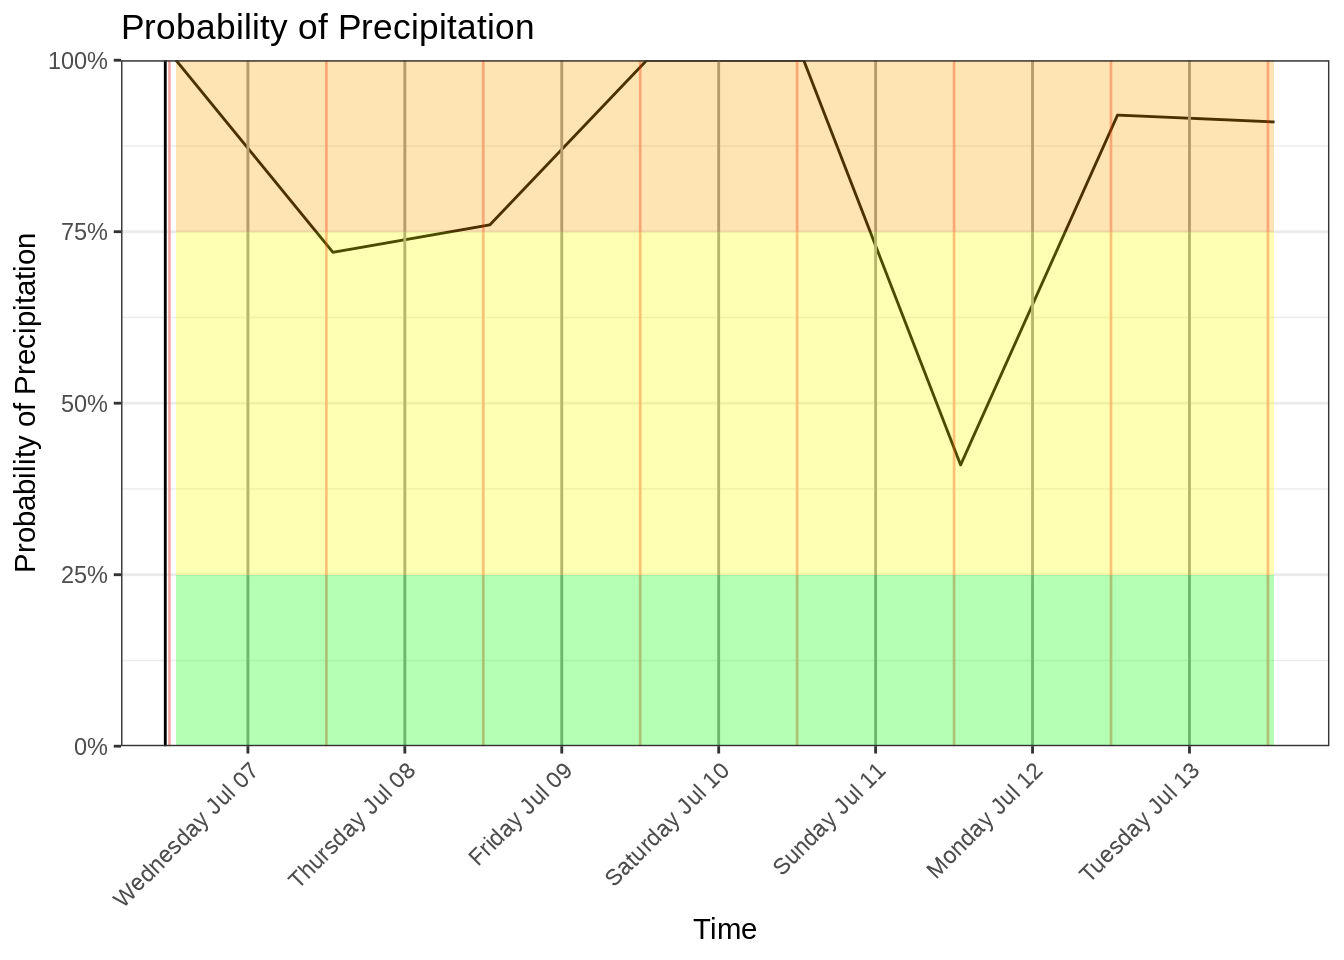 Probability of Precipitation
Probability of Precipitation
100%
75%
50%
25%
0%
Wednesday Jul 07
Thursday Jul 08
Friday Jul 09
Saturday Jul 10
Sunday Jul 11
Monday Jul 12
Tuesday Jul 13
Time